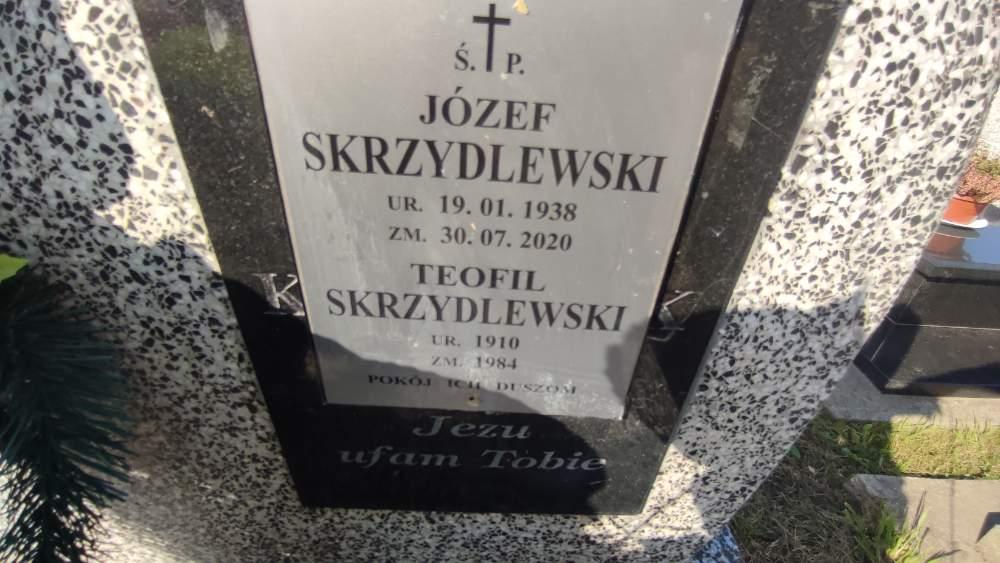 Ś. P.
JÓZEF
SKRZYDLEWSKI
UR. 19. 01. 1938
ZM. 30. 07. 2020
TEOFIL
SKRZYDLEWSKI
UR. 1910
ZM. 1984
POKÓJ ICH DUSZOM
Jezu
ufam Tobie